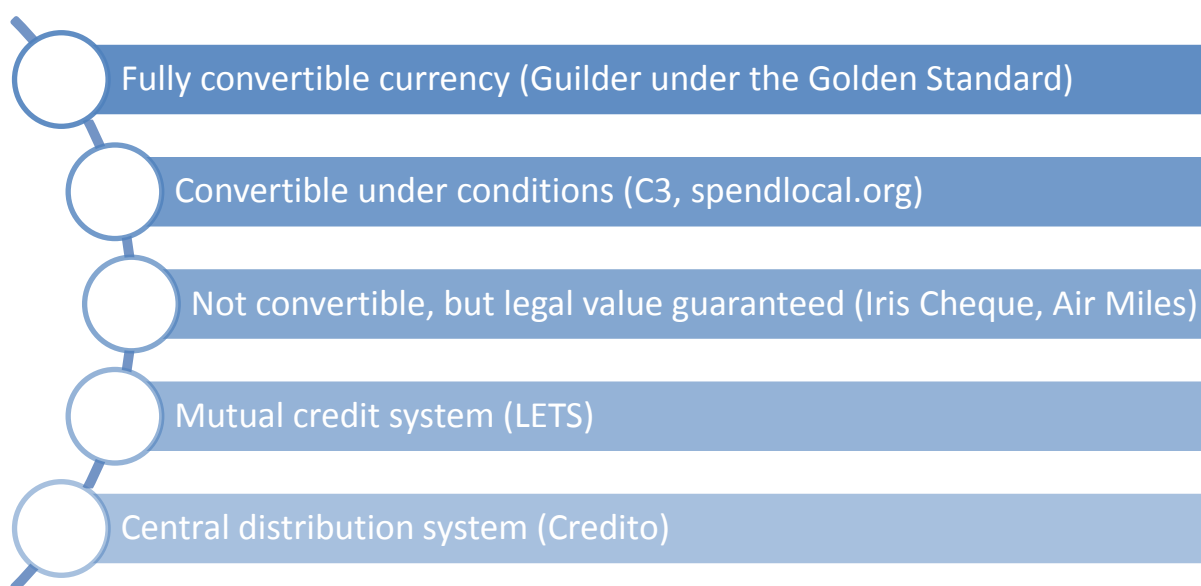 Fully convertible currency (Guilder under the Golden Standard)
Convertible under conditions (C3, spendlocal.org)
Not convertible, but legal value guaranteed (Iris Cheque, Air Miles)
Mutual credit system (LETS)
Central distribution system (Credito)